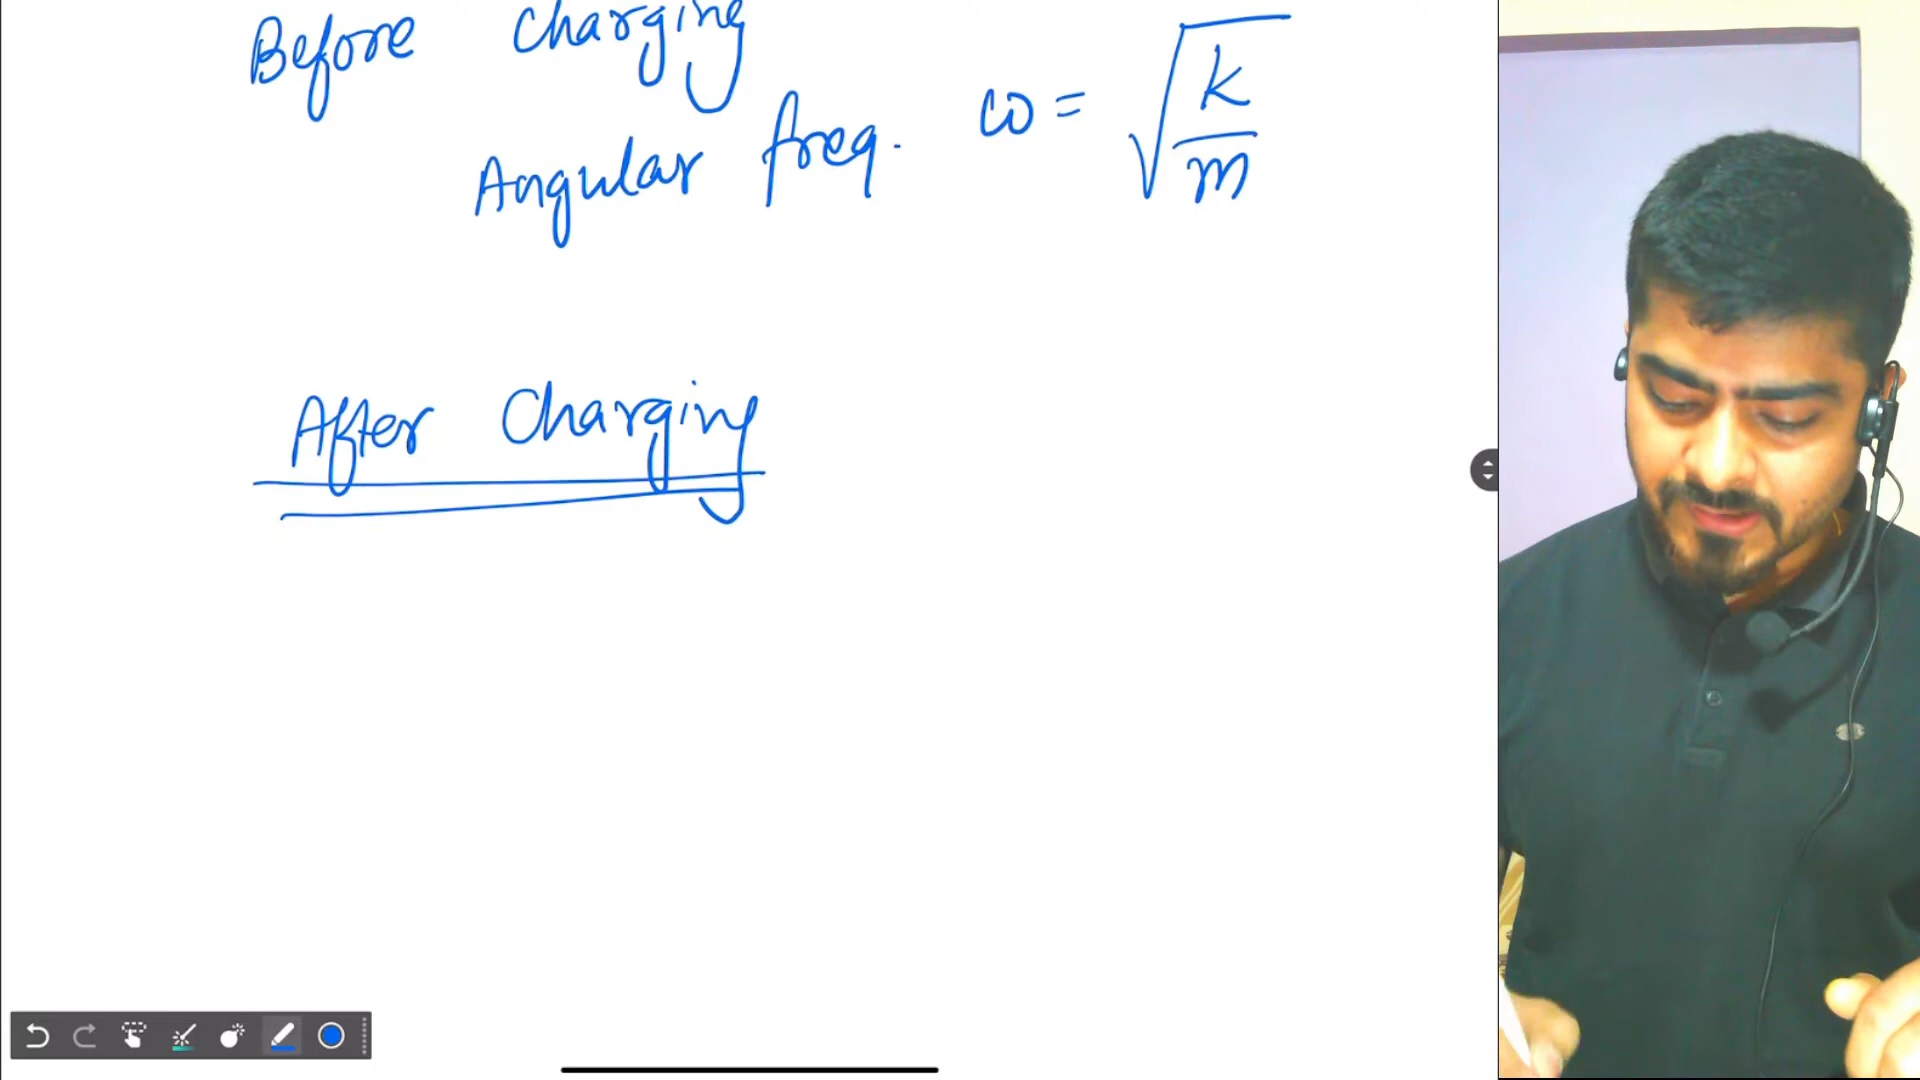 Before Charging
Angular freq. ω = √k/m
After Charging